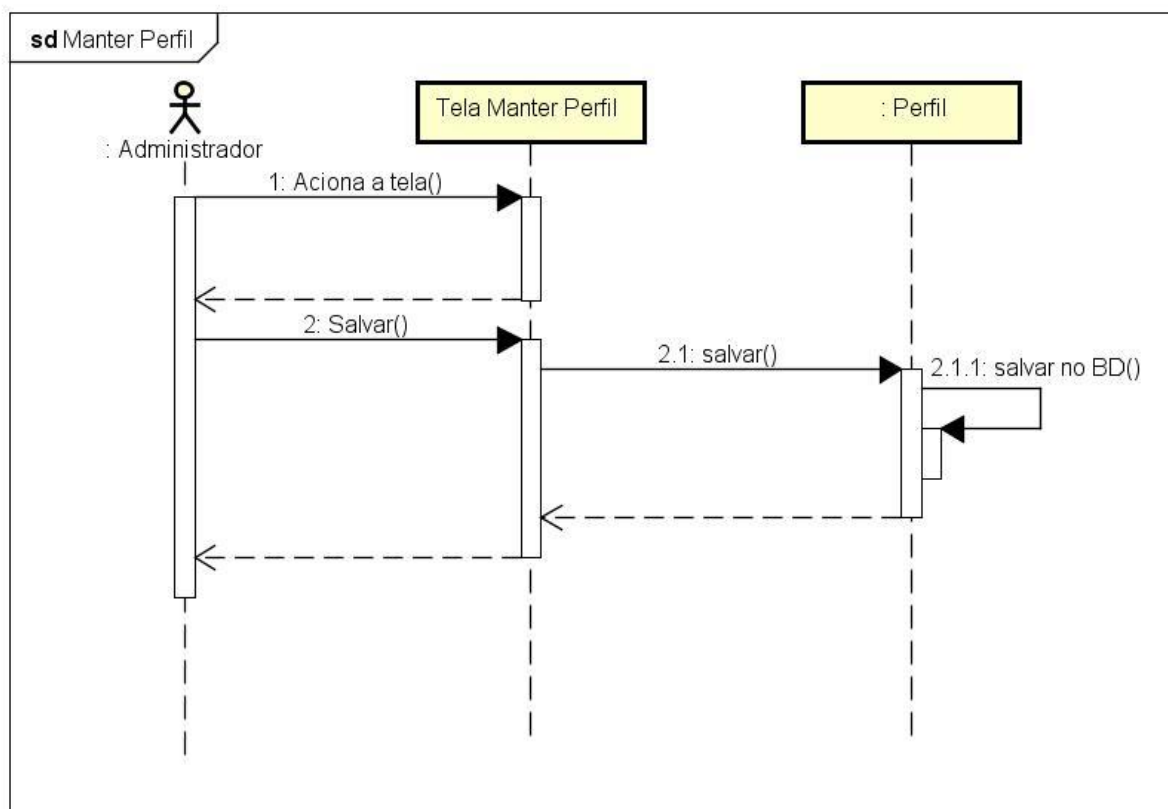 sd Manter Perfil
: Administrador
Tela Manter Perfil
: Perfil
1: Aciona a tela()
2: Salvar()
2.1: salvar()
2.1.1: salvar no BD()